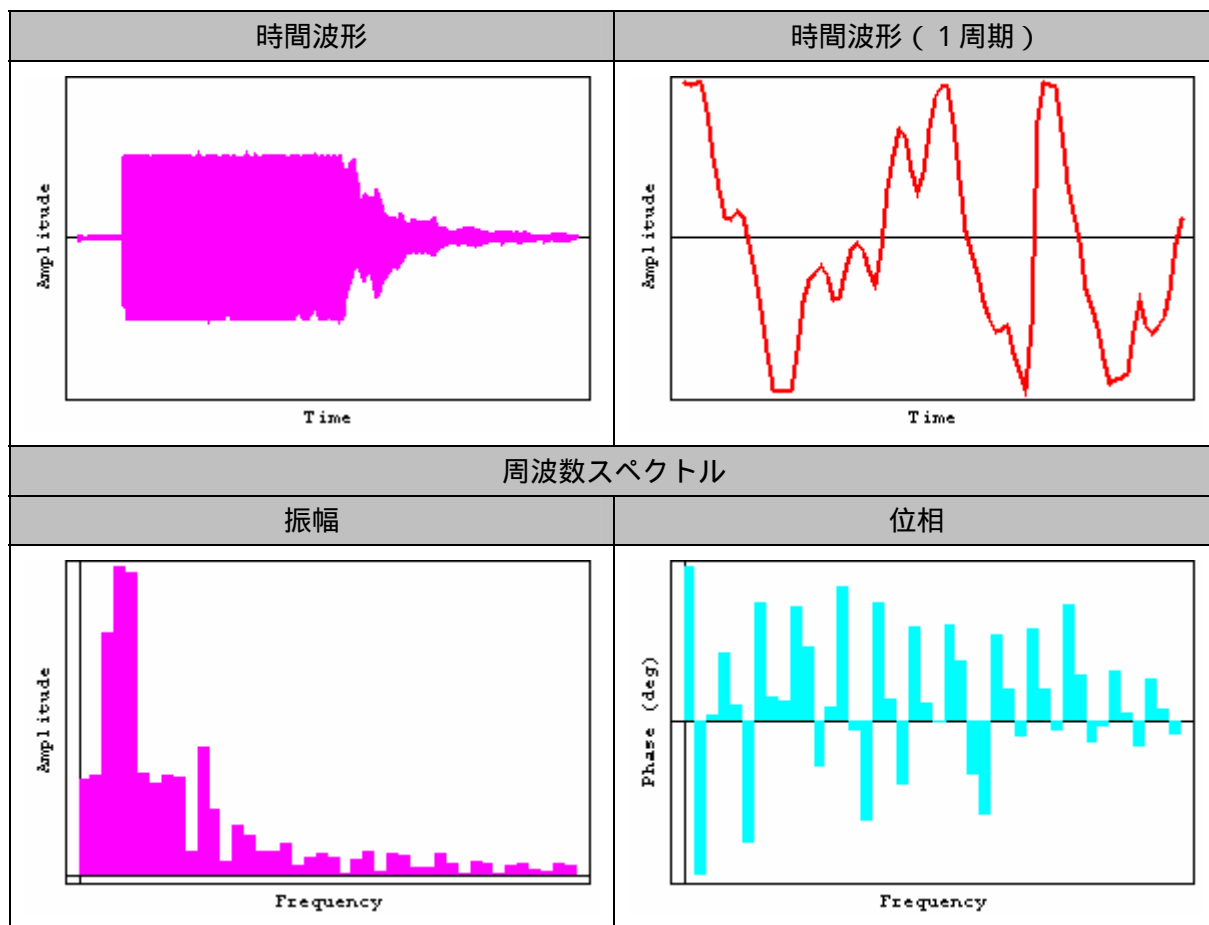 時間波形
時間波形（１周期）
Amplitude
Time
Amplitude
Time
周波数スペクトル
振幅
位相
Amplitude
Frequency
Phase (deg)
Frequency